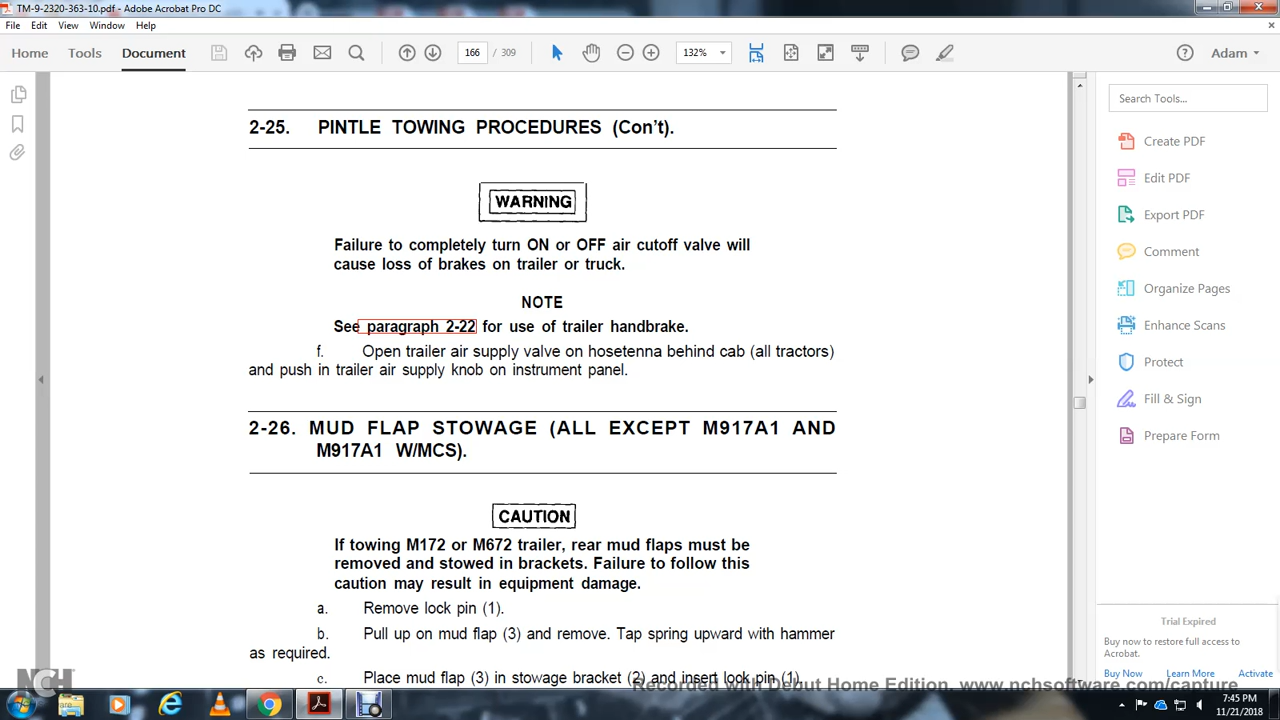 TM-9-2320-363-10.pdf - Adobe Acrobat Pro DC
File Edit View Window Help
Home Tools Document 166 / 309 132% Adam
2-25. PINTLE TOWING PROCEDURES (Con't).
WARNING
Failure to completely turn ON or OFF air cutoff valve will
cause loss of brakes on trailer or truck.
NOTE
See paragraph 2-22 for use of trailer handbrake.
f. Open trailer air supply valve on hosetenna behind cab (all tractors)
and push in trailer air supply knob on instrument panel.
2-26. MUD FLAP STOWAGE (ALL EXCEPT M917A1 AND
M917A1 W/MCS).
CAUTION
If towing M172 or M672 trailer, rear mud flaps must be
removed and stowed in brackets. Failure to follow this
caution may result in equipment damage.
a. Remove lock pin (1).
b. Pull up on mud flap (3) and remove. Tap spring upward with hammer
as required.
c. Place mud flap (3) in stowage bracket (2) and insert lock pin (1).
Search Tools...
Create PDF
Edit PDF
Export PDF
Comment
Organize Pages
Enhance Scans
Protect
Fill & Sign
Prepare Form
Trial Expired
Buy now to restore full access to
Acrobat.
Buy Now Learn More Activate
NCH
Recorded with Debut Home Edition. www.nchsoftware.com/capture
7:45 PM
11/21/2018